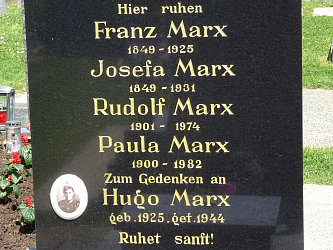 Hier ruhen
Franz Marx
1849-1925
Josefa Marx
1849-1931
Rudolf Marx
1901 - 1974
Paula Marx
1900 - 1982
Zum Gedenken an
Hugo Marx
geb.1925.gef.1944
Ruhet sanft!